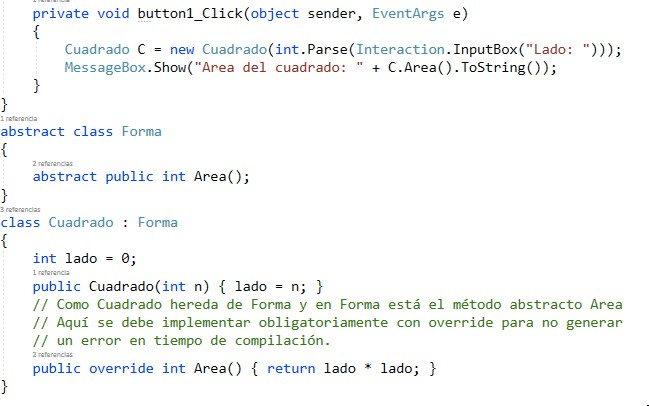 private void button1_Click(object sender, EventArgs e)
{
Cuadrado C = new Cuadrado(int.Parse(Interaction.InputBox("Lado: ")));
MessageBox.Show("Area del cuadrado: " + C.Area().ToString());
}
}
1 referencia
abstract class Forma
{
2 referencias
abstract public int Area();
}
3 referencias
class Cuadrado : Forma
{
int lado = 0;
1 referencia
public Cuadrado(int n) { lado = n; }
// Como Cuadrado hereda de Forma y en Forma está el método abstracto Area
// Aquí se debe implementar obligatoriamente con override para no generar
// un error en tiempo de compilación.
2 referencias
public override int Area() { return lado * lado; }
}